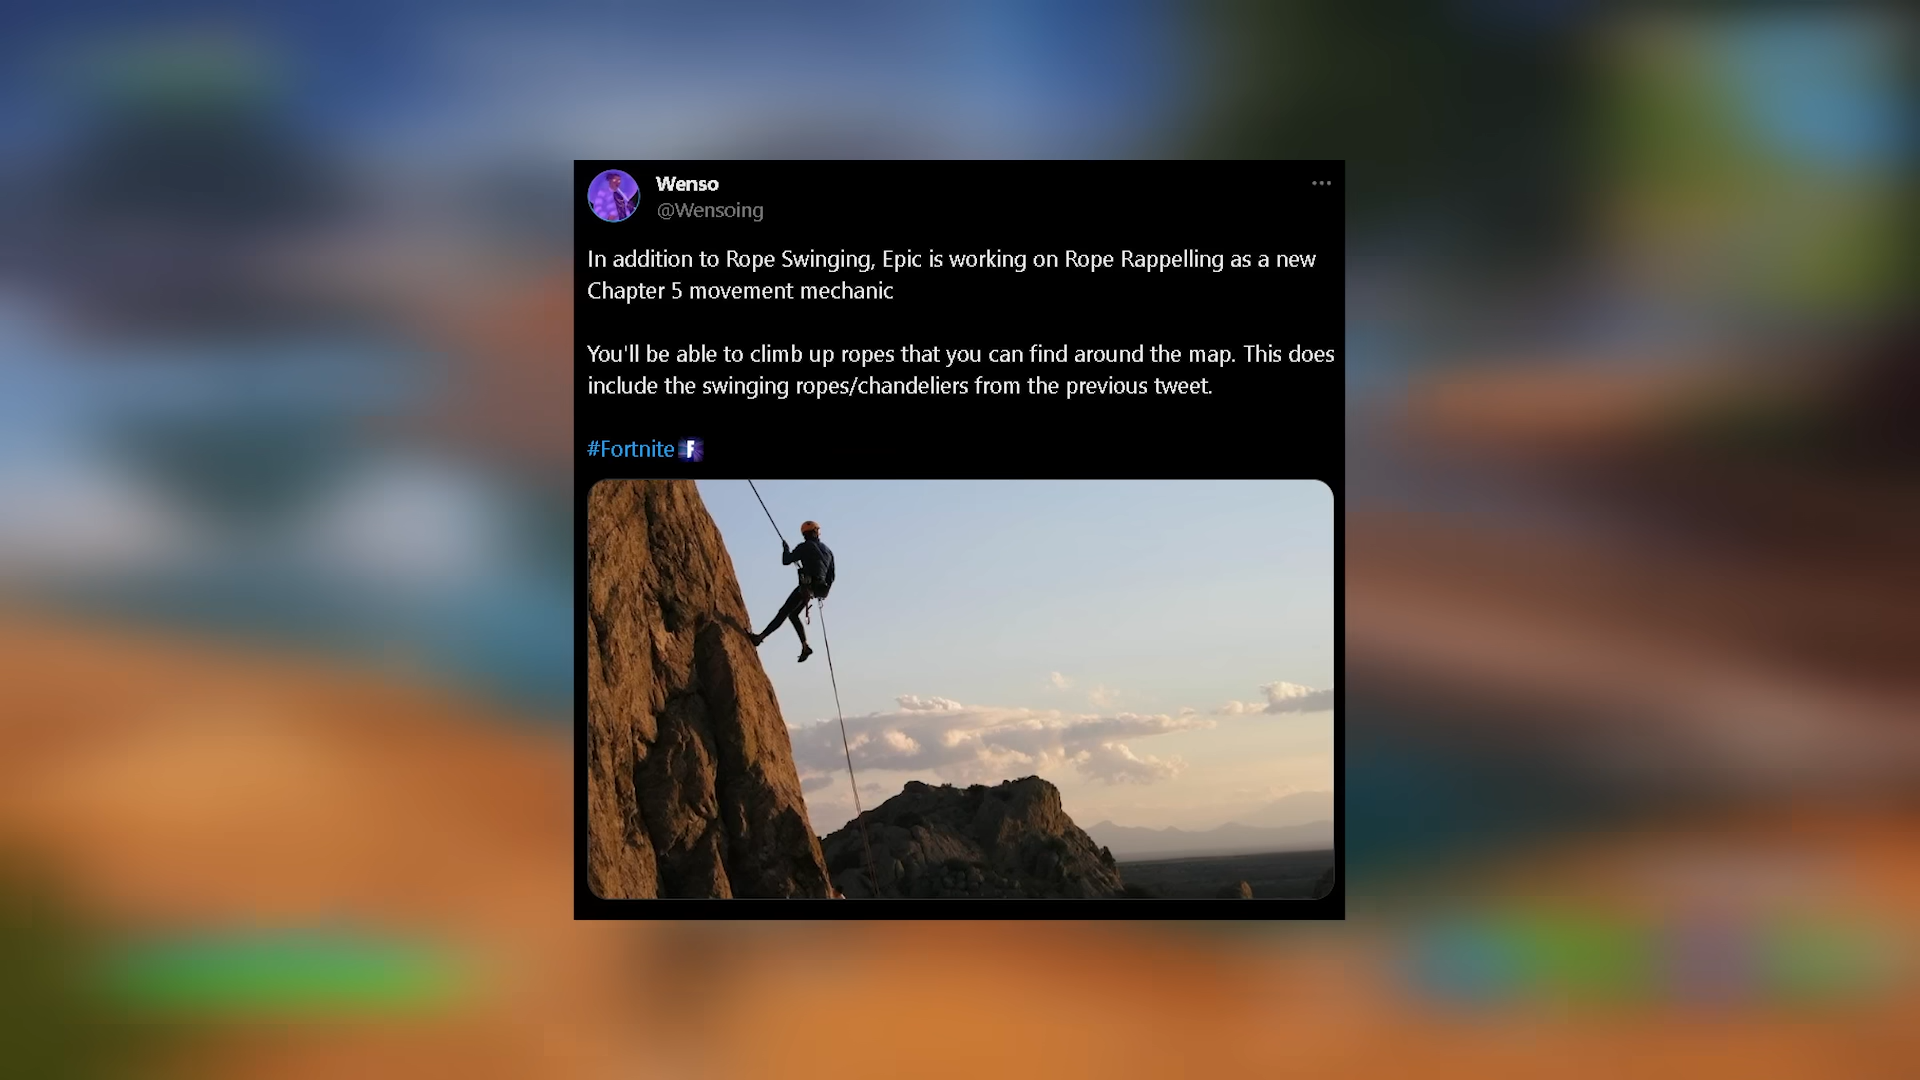 Wenso
@Wensoing
In addition to Rope Swinging, Epic is working on Rope Rappelling as a new
Chapter 5 movement mechanic
You'll be able to climb up ropes that you can find around the map. This does
include the swinging ropes/chandeliers from the previous tweet.
#Fortnite F